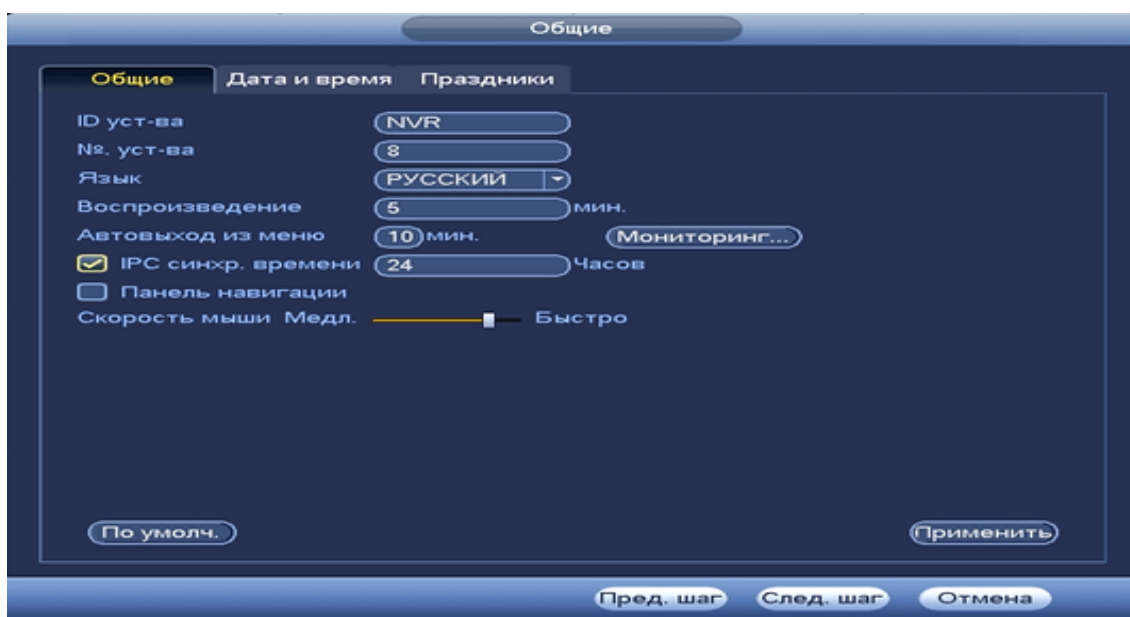 Общие
Общие Дата и время Праздники
ID уст-ва NVR
№. уст-ва 8
Язык РУССКИЙ
Воспроизведение 5 мин.
Автовыход из меню 10 мин. Мониторинг...
IPC синхр. времени 24 Часов
Панель навигации
Скорость мыши Медл. Быстро
По умолч. Применить
Пред. шаг След. шаг Отмена